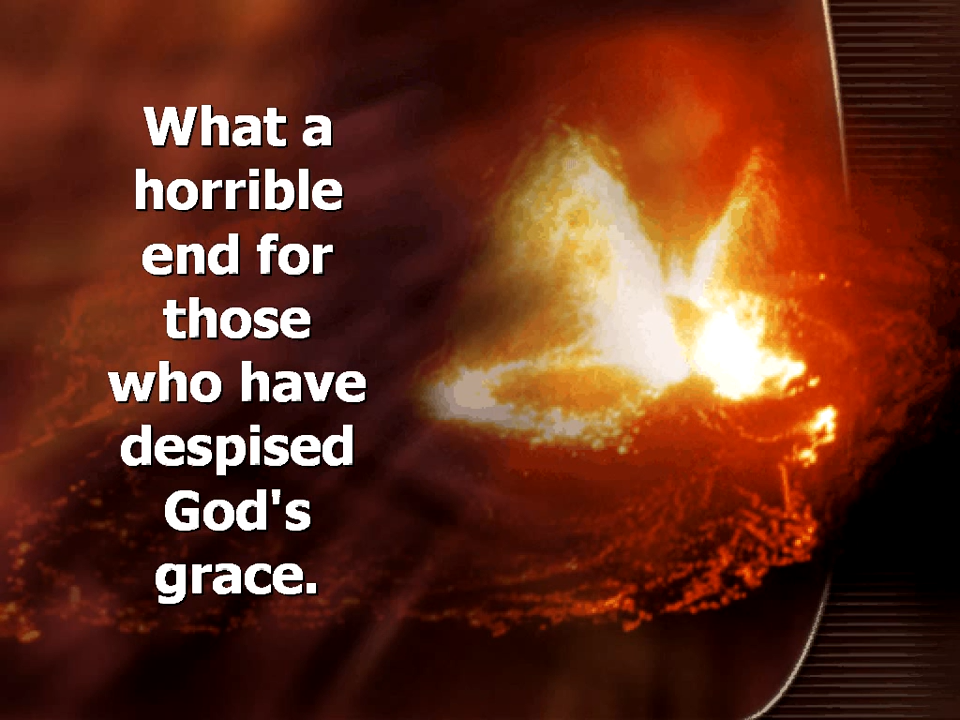 What a
horrible
end for
those
who have
despised
God's
grace.